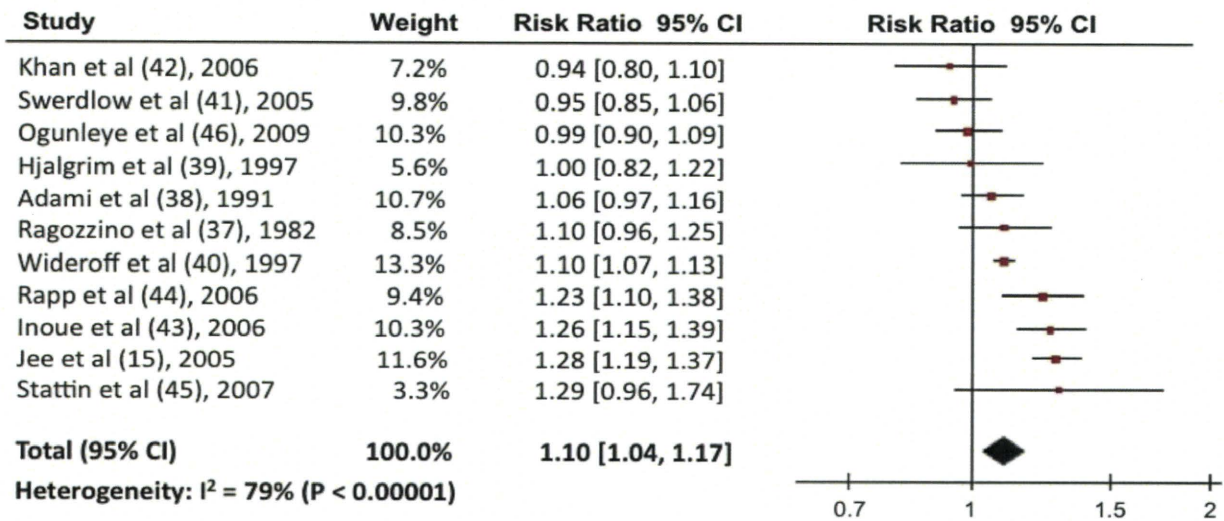 Study Weight Risk Ratio 95% CI Risk Ratio 95% CI
Khan et al (42), 2006 7.2% 0.94 [0.80, 1.10]
Swerdlow et al (41), 2005 9.8% 0.95 [0.85, 1.06]
Ogunleye et al (46), 2009 10.3% 0.99 [0.90, 1.09]
Hjalgrim et al (39), 1997 5.6% 1.00 [0.82, 1.22]
Adami et al (38), 1991 10.7% 1.06 [0.97, 1.16]
Ragozzino et al (37), 1982 8.5% 1.10 [0.96, 1.25]
Wideroff et al (40), 1997 13.3% 1.10 [1.07, 1.13]
Rapp et al (44), 2006 9.4% 1.23 [1.10, 1.38]
Inoue et al (43), 2006 10.3% 1.26 [1.15, 1.39]
Jee et al (15), 2005 11.6% 1.28 [1.19, 1.37]
Stattin et al (45), 2007 3.3% 1.29 [0.96, 1.74]
Total (95% CI) 100.0% 1.10 [1.04, 1.17]
Heterogeneity: I² = 79% (P < 0.00001)
0.7 1 1.5 2